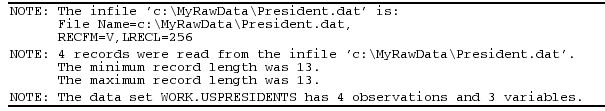 NOTE: The infile 'c:\MyRawData\President.dat' is:
File Name=c:\MyRawData\President.dat,
RECFM=V,LRECL=256
NOTE: 4 records were read from the infile 'c:\MyRawData\President.dat'.
The minimum record length was 13.
The maximum record length was 13.
NOTE: The data set WORK.USPRESIDENTS has 4 observations and 3 variables.